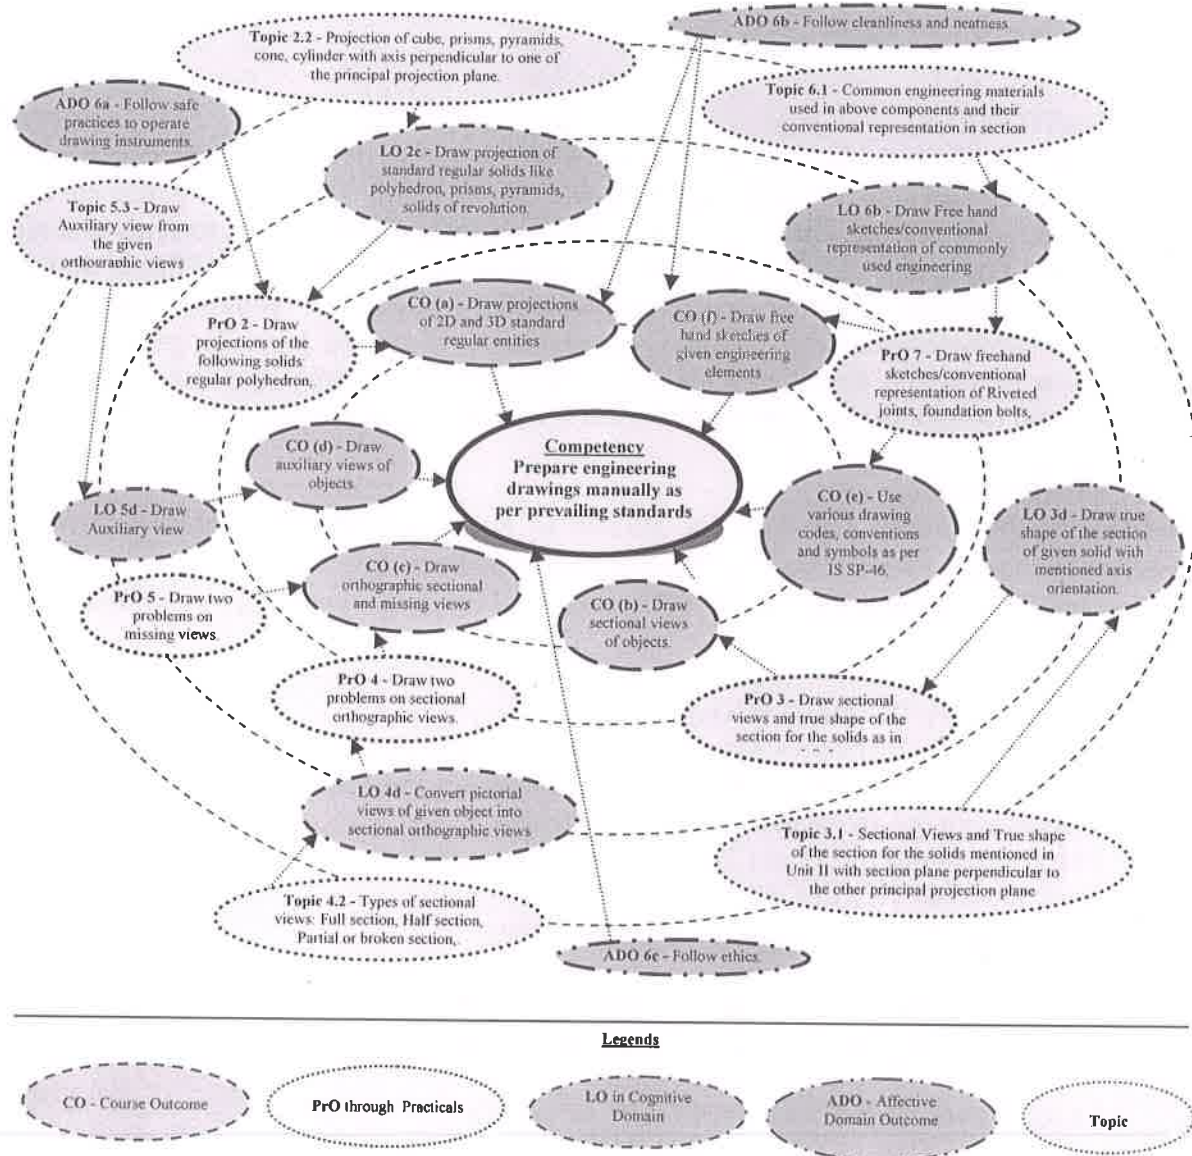 ADO 6b - Follow cleanliness and neatness.
Topic 2.2 - Projection of cube, prisms, pyramids,
cone, cylinder with axis perpendicular to one of
the principal projection plane.
Topic 6.1 - Common engineering materials
used in above components and their
conventional representation in section
ADO 6a - Follow safe
practices to operate
drawing instruments.
LO 2c - Draw projection of
standard regular solids like
polyhedron, prisms, pyramids,
solids of revolution.
Topic 5.3 - Draw
Auxiliary view from
the given
orthographic views
LO 6b - Draw Free hand
sketches/conventional
representation of commonly
used engineering
PrO 2 - Draw
projections of the
following solids
regular polyhedron,
CO (a) - Draw projections
of 2D and 3D standard
regular entities
CO (f) - Draw free
hand sketches of
given engineering
elements
PrO 7 - Draw freehand
sketches/conventional
representation of Riveted
joints, foundation bolts,
CO (d) - Draw
auxiliary views of
objects
Competency
Prepare engineering
drawings manually as
per prevailing standards
CO (e) - Use
various drawing
codes, conventions
and symbols as per
IS SP-46.
LO 3d - Draw true
shape of the section
of given solid with
mentioned axis
orientation.
LO 5d - Draw
Auxiliary view
CO (c) - Draw
orthographic sectional
and missing views
CO (b) - Draw
sectional views
of objects.
PrO 5 - Draw two
problems on
missing views.
PrO 4 - Draw two
problems on sectional
orthographic views.
PrO 3 - Draw sectional
views and true shape of the
section for the solids as in
LO 4d - Convert pictorial
views of given object into
sectional orthographic views
Topic 3.1 - Sectional Views and True shape
of the section for the solids mentioned in
Unit II with section plane perpendicular to
the other principal projection plane
Topic 4.2 - Types of sectional
views: Full section, Half section,
Partial or broken section,
ADO 6c - Follow ethics.
Legends
CO - Course Outcome
PrO through Practicals
LO in Cognitive
Domain
ADO - Affective
Domain Outcome
Topic